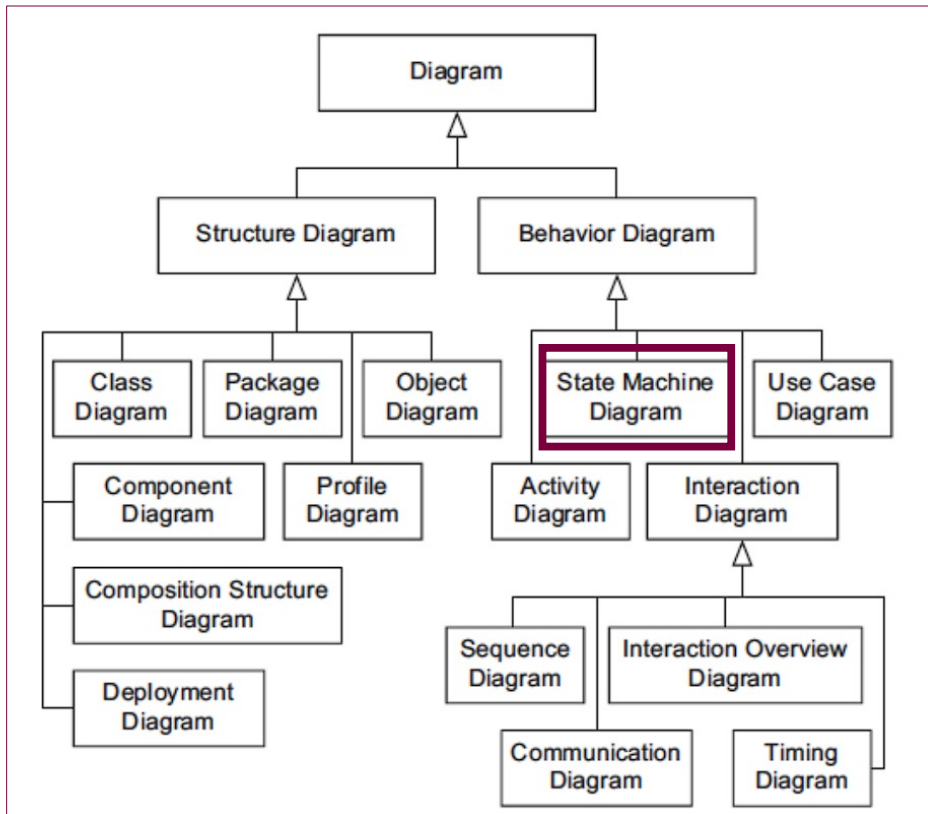 Diagram
Structure Diagram
Behavior Diagram
Class
Diagram
Package
Diagram
Object
Diagram
State Machine
Diagram
Use Case
Diagram
Component
Diagram
Profile
Diagram
Activity
Diagram
Interaction
Diagram
Composition Structure
Diagram
Sequence
Diagram
Interaction Overview
Diagram
Deployment
Diagram
Communication
Diagram
Timing
Diagram